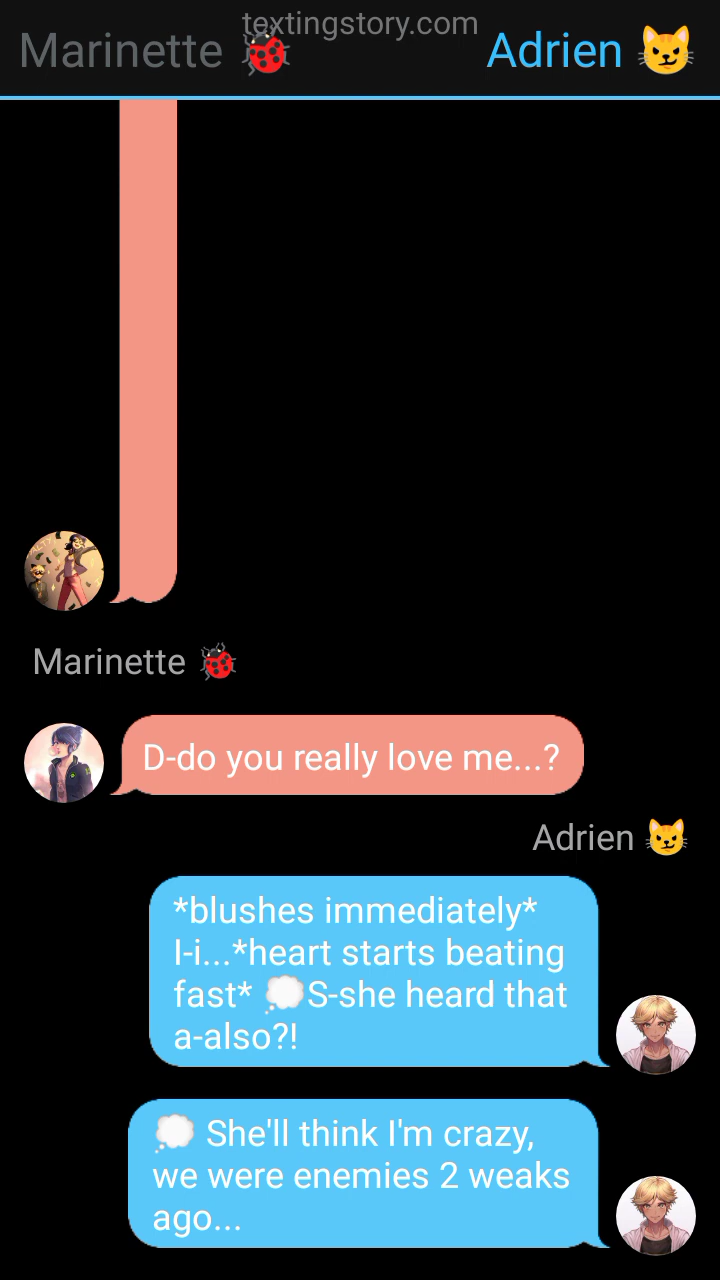 textingstory.com
Marinette 🐞 Adrien 😼
Marinette 🐞
D-do you really love me...?
Adrien 😼
*blushes immediately*
I-i...*heart starts beating
fast* 💭S-she heard that
a-also?!
💭 She'll think I'm crazy,
we were enemies 2 weaks
ago...